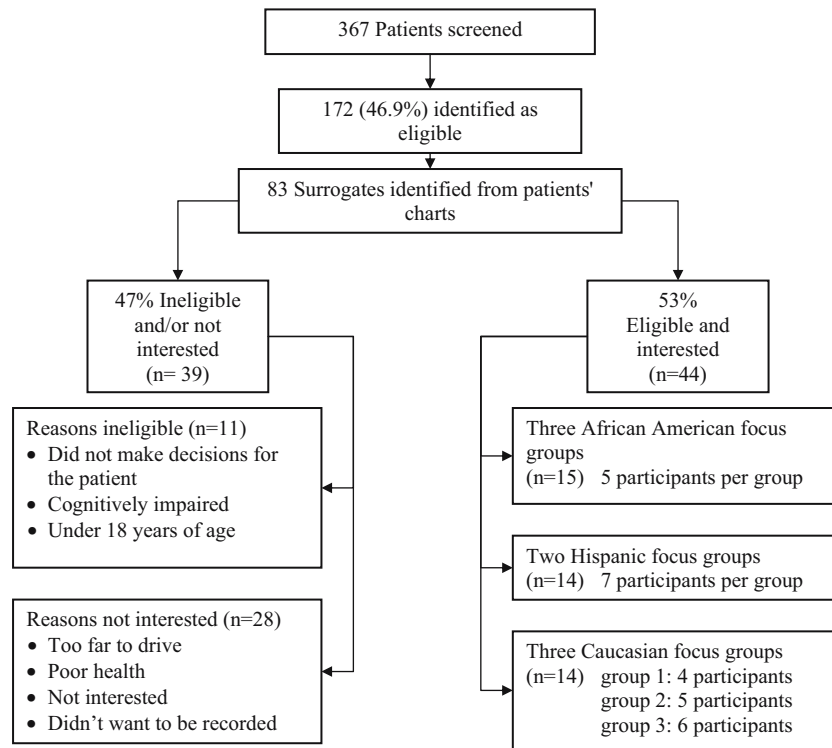 367 Patients screened
172 (46.9%) identified as
eligible
83 Surrogates identified from patients'
charts
47% Ineligible
and/or not
interested
(n= 39)
53%
Eligible and
interested
(n=44)
Reasons ineligible (n=11)
• Did not make decisions for
the patient
• Cognitively impaired
• Under 18 years of age
Reasons not interested (n=28)
• Too far to drive
• Poor health
• Not interested
• Didn’t want to be recorded
Three African American focus
groups
(n=15) 5 participants per group
Two Hispanic focus groups
(n=14) 7 participants per group
Three Caucasian focus groups
(n=14) group 1: 4 participants
group 2: 5 participants
group 3: 6 participants